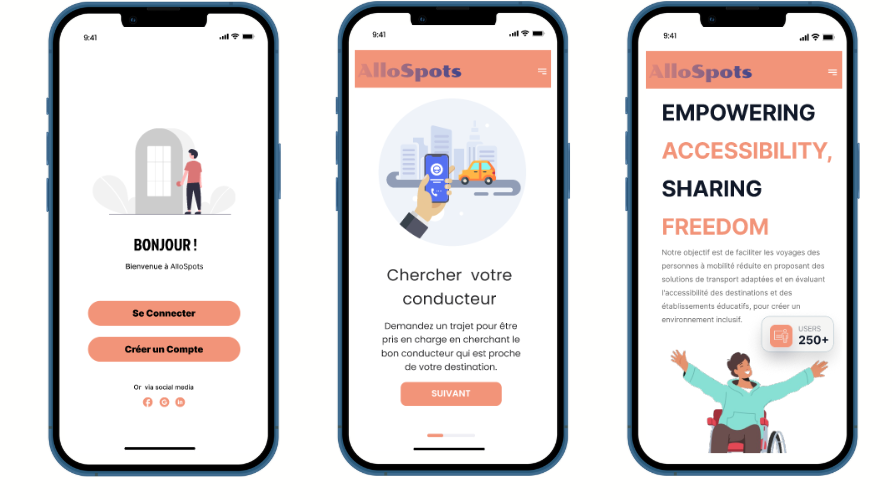 9:41
BONJOUR !
Bienvenue à AlloSpots
Se Connecter
Créer un Compte
Or via social media
9:41
AlloSpots
Chercher votre
conducteur
Demandez un trajet pour être
pris en charge en cherchant le
bon conducteur qui est proche
de votre destination.
SUIVANT
9:41
AlloSpots
EMPOWERING
ACCESSIBILITY,
SHARING
FREEDOM
Notre objectif est de faciliter les voyages des
personnes à mobilité réduite en proposant des
solutions de transport adaptées et en évaluant
l'accessibilité des destinations et des
établissements éducatifs, pour créer un
environnement inclusif.
USERS
250+